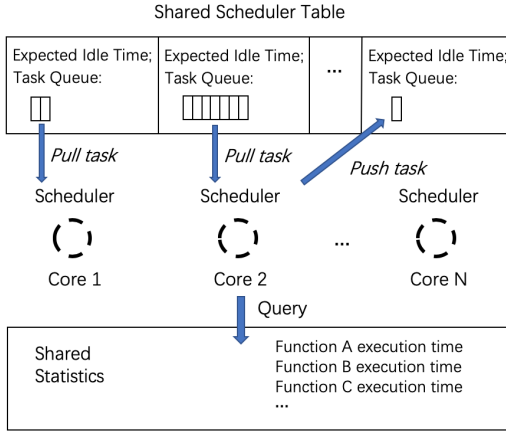 Shared Scheduler Table
Expected Idle Time;
Task Queue:
Expected Idle Time;
Task Queue:
...
Expected Idle Time;
Task Queue:
Pull task
Pull task
Push task
Scheduler
Scheduler
Scheduler
...
Core 1
Core 2
Core N
Query
Shared
Statistics
Function A execution time
Function B execution time
Function C execution time
...